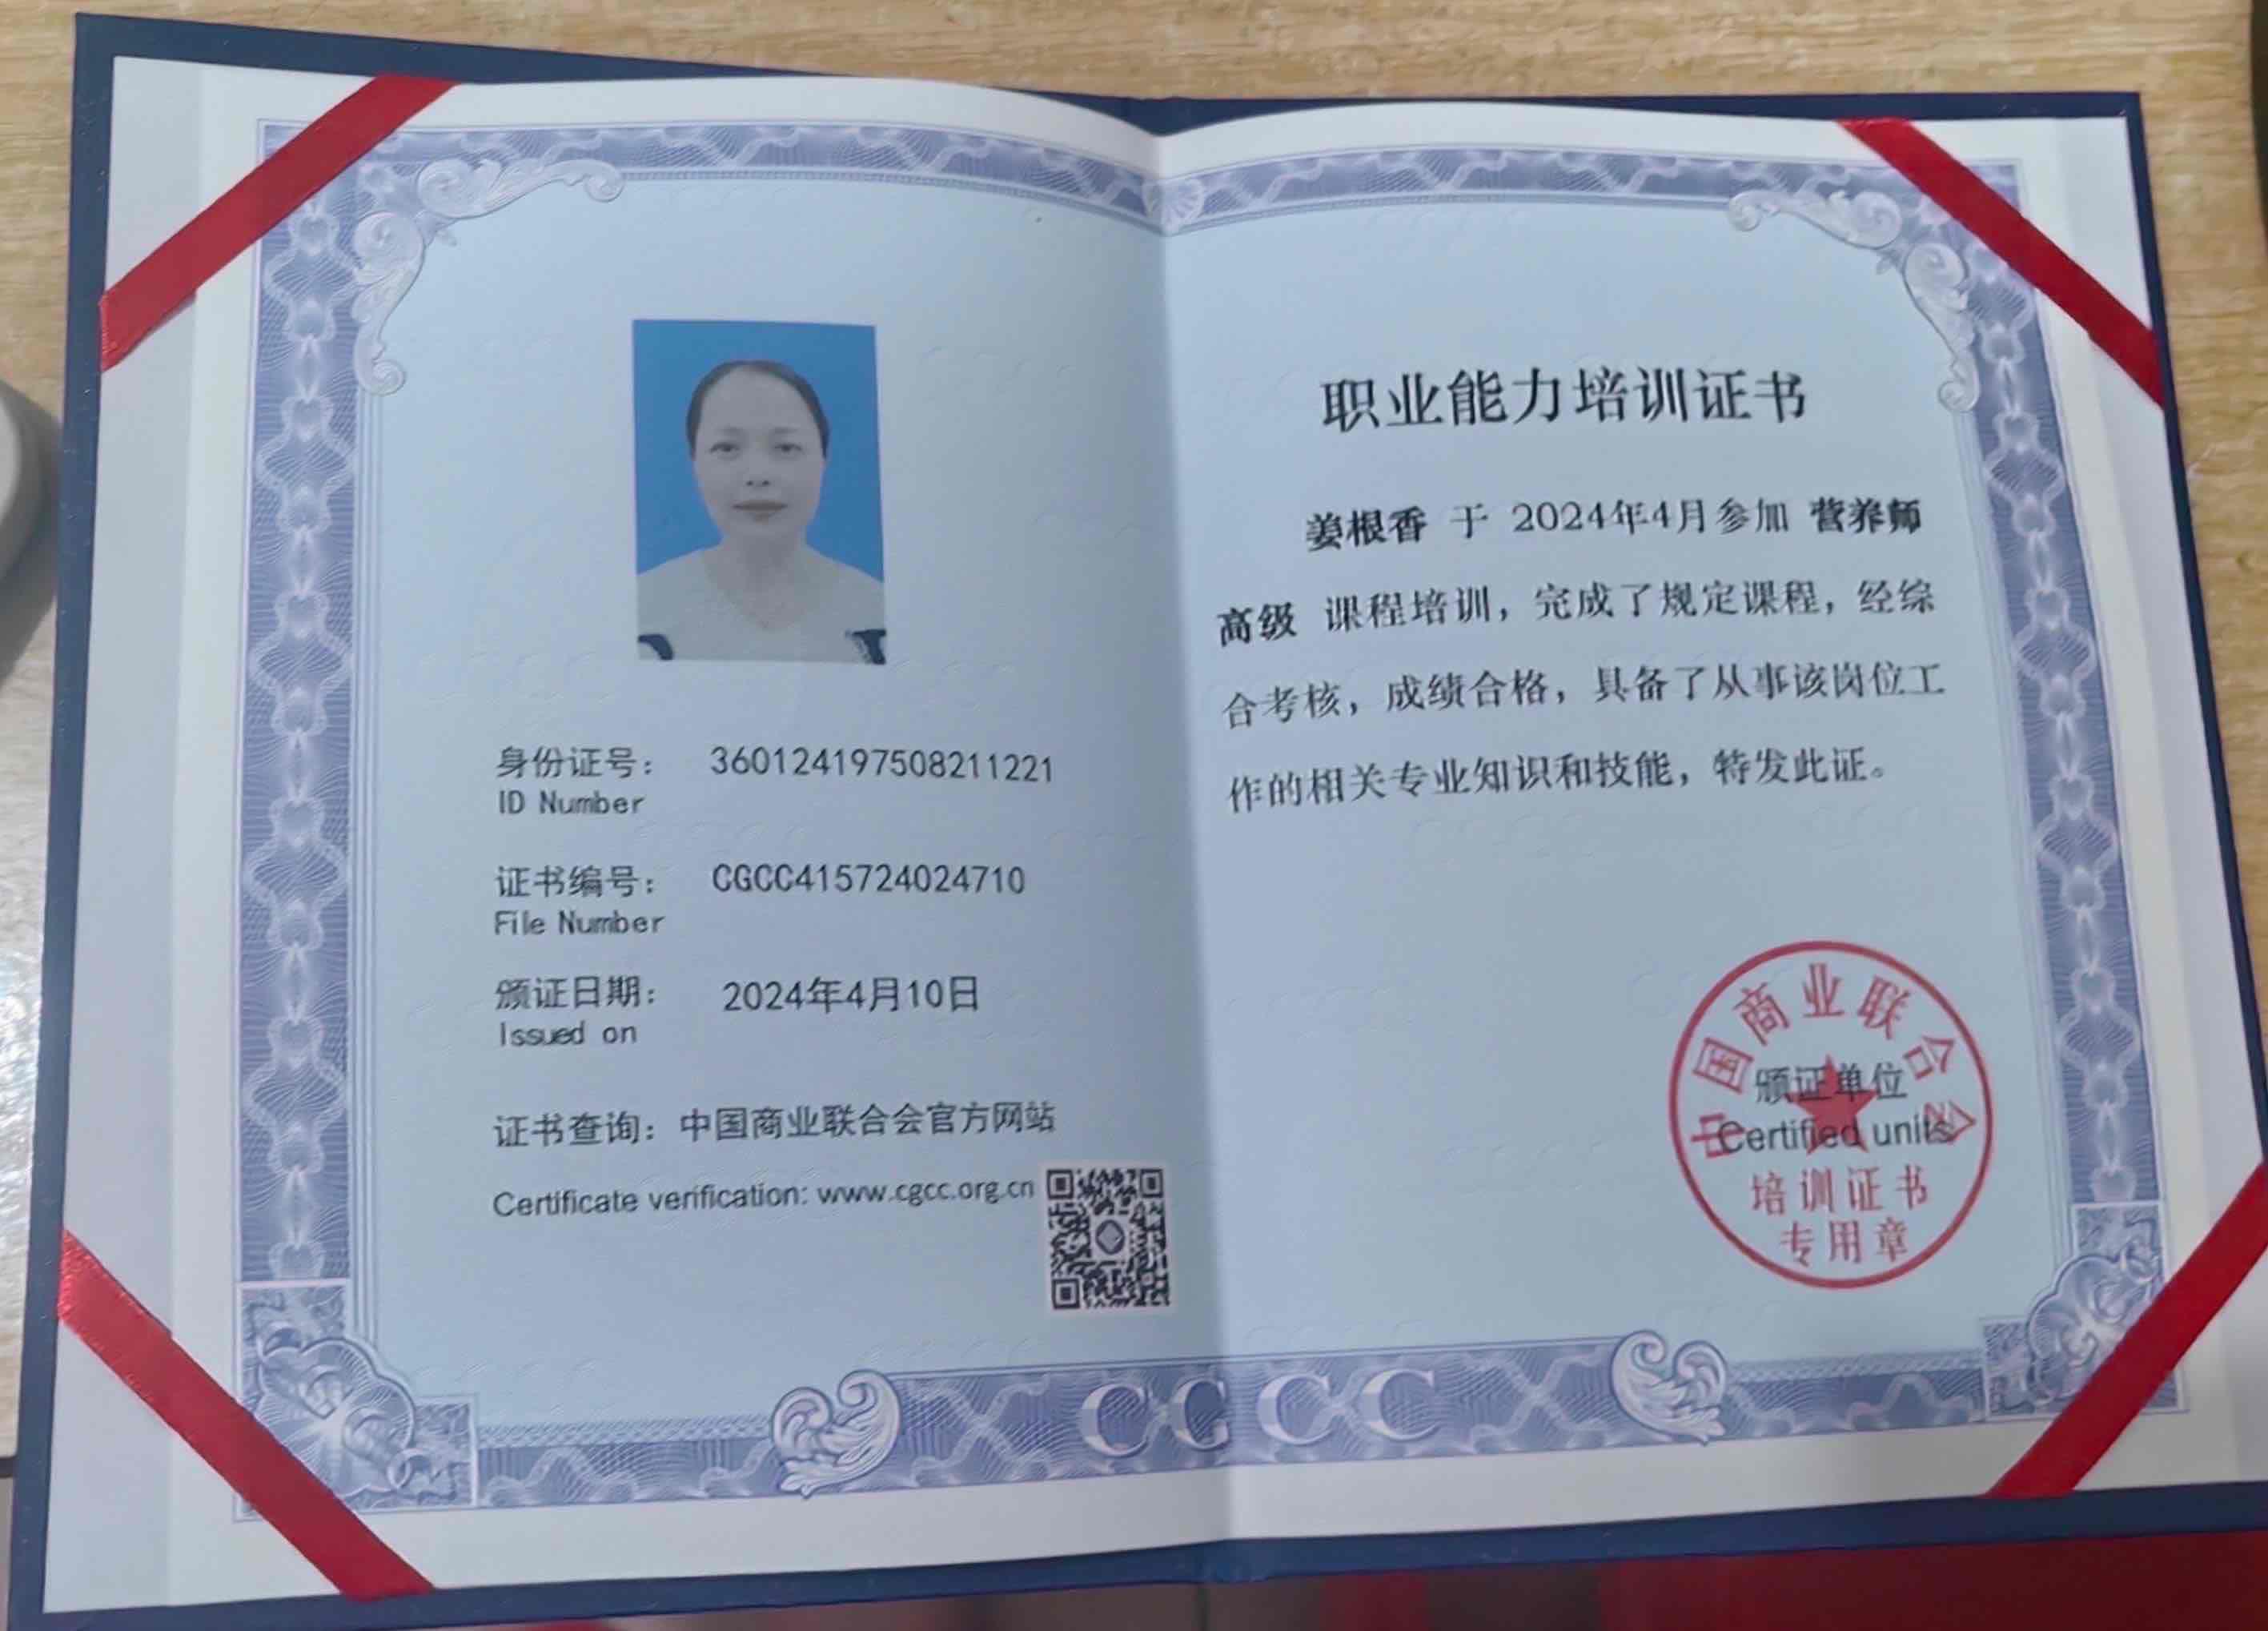 身份证号： 360124197508211221
ID Number
证书编号： CGCC415724024710
File Number
颁证日期： 2024年4月10日
Issued on
证书查询：中国商业联合会官方网站
Certificate verification: www.cgcc.org.cn
职业能力培训证书
姜根香 于 2024年4月参加 营养师
高级 课程培训，完成了规定课程，经综
合考核，成绩合格，具备了从事该岗位工
作的相关专业知识和技能，特发此证。
中国商业联合会
颁证单位
Certified units
培训证书
专用章
CGCC